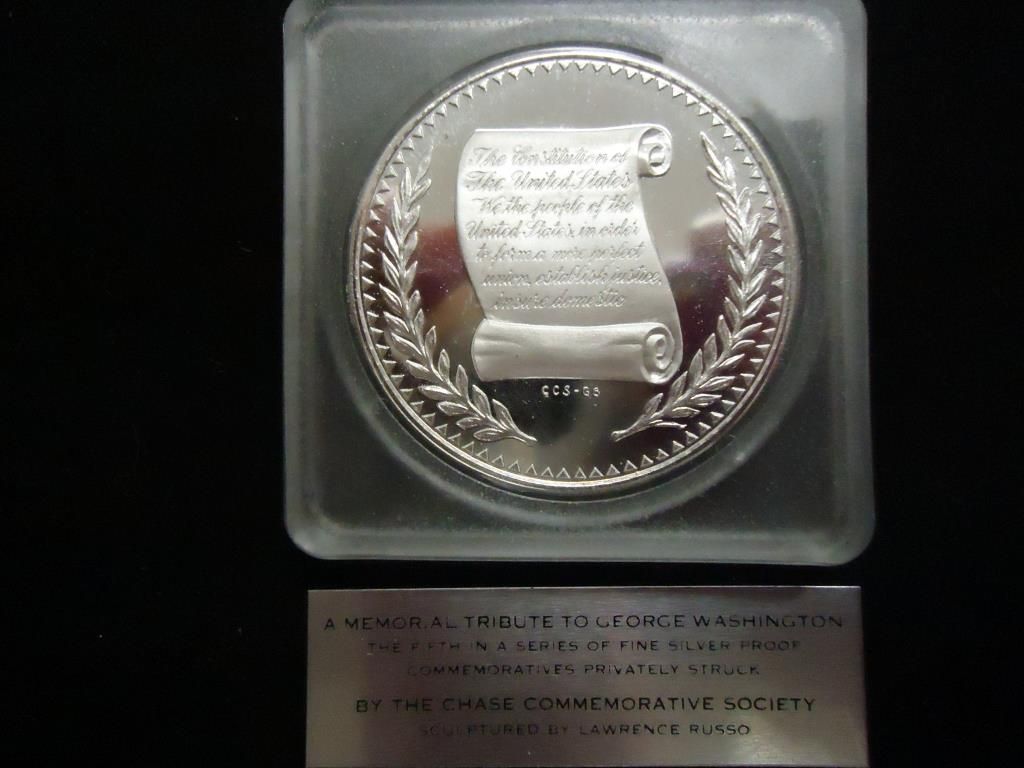 The Constitution of
The United States
We the people of the
United States, in order
to form a more perfect
union, establish justice,
insure domestic
CCS-65
A MEMORIAL TRIBUTE TO GEORGE WASHINGTON
THE FIFTH IN A SERIES OF FINE SILVER PROOF
COMMEMORATIVES PRIVATELY STRUCK
BY THE CHASE COMMEMORATIVE SOCIETY
SCULPTURED BY LAWRENCE RUSSO